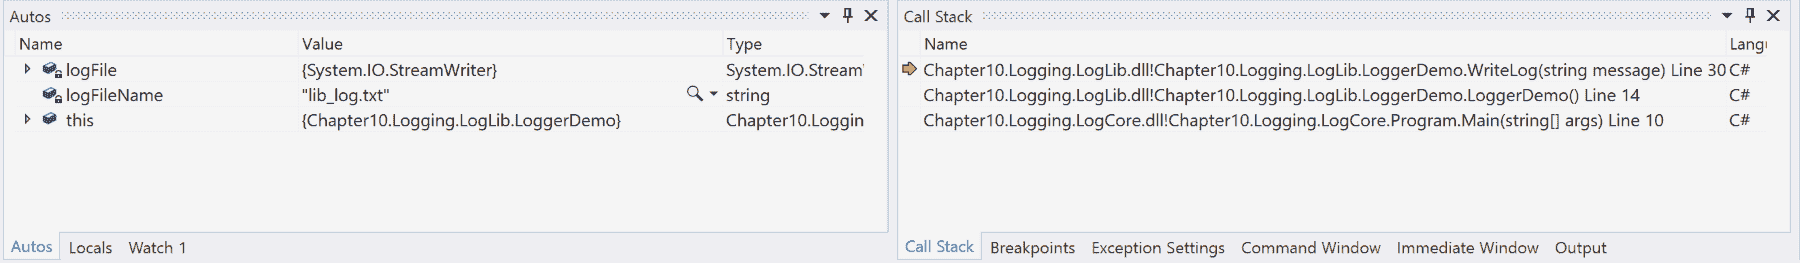 Autos
Name Value Type
logFile {System.IO.StreamWriter} System.IO.Stream
logFileName "lib_log.txt" string
this {Chapter10.Logging.LogLib.LoggerDemo} Chapter10.Loggin
Autos Locals Watch 1
Call Stack
Name Langu
Chapter10.Logging.LogLib.dll!Chapter10.Logging.LogLib.LoggerDemo.WriteLog(string message) Line 30 C#
Chapter10.Logging.LogLib.dll!Chapter10.Logging.LogLib.LoggerDemo.LoggerDemo() Line 14 C#
Chapter10.Logging.LogCore.dll!Chapter10.Logging.LogCore.Program.Main(string[] args) Line 10 C#
Call Stack Breakpoints Exception Settings Command Window Immediate Window Output